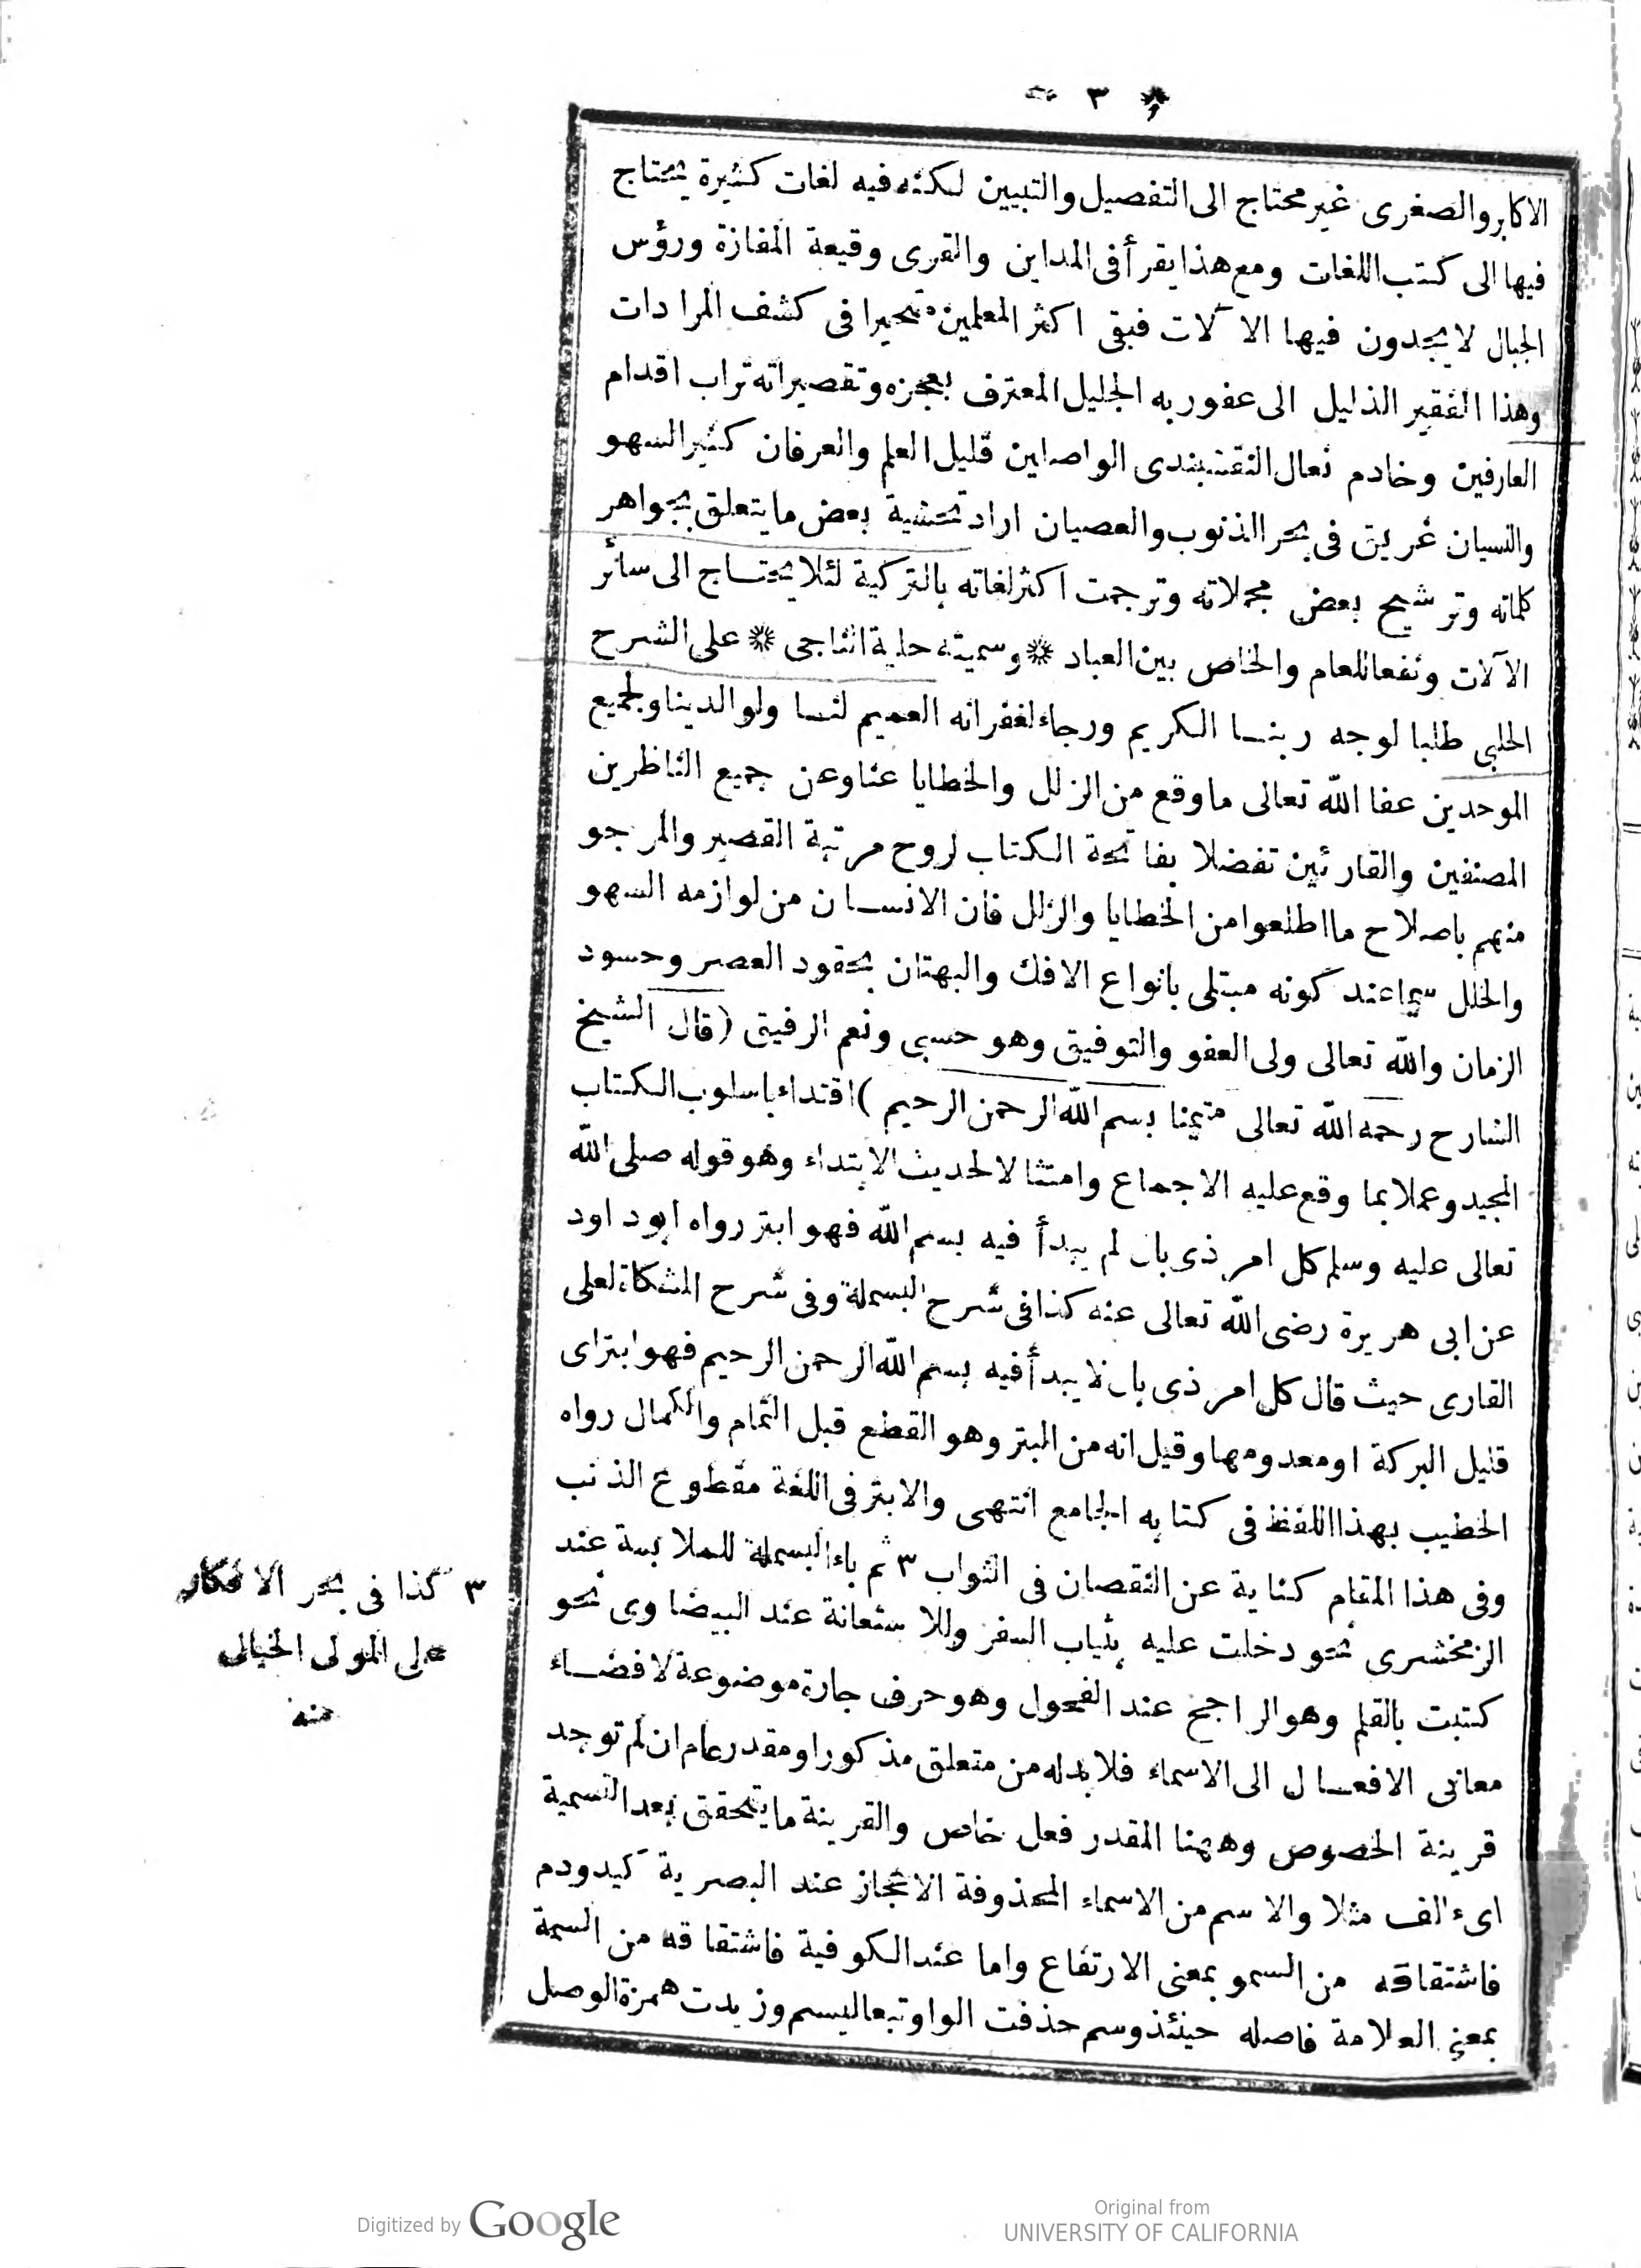 ٣
الاكابر والصغرى غير محتاج الى التفصيل والتبيين لكنه فيه لغات كثيرة يحتاج
فيها الى كتب اللغات ومع هذا يقرأ فى المداين والقرى وقيعة المفازة ورؤس
الجبال لا يجدون فيها الآلات فبقى اكثر المعلمين متحيرا فى كشف المرادات
وهذا الفقير الذليل الى عفو ربه الجليل المعترف بعجزه وتقصيراته تراب اقدام
العارفين وخادم نعال النقشبندى الواصلين قليل العلم والعرفان كثير السهو
والنسيان غريق فى بحر الذنوب والعصيان اراد تحشية بعض ما يتعلق بجواهر
كلماته وترشيح بعض مجملاته وترجمت اكثر لغاته بالتركية لئلا يحتاج الى سائر
الآلات ونفعا للعام والخاص بين العباد ❊ وسميته حلية الناجى ❊ على الشرح
الحلبى طلبا لوجه ربنا الكريم ورجاء لغفرانه العميم لنا ولوالدينا ولجميع
الموحدين عفا الله تعالى ما وقع من الزلل والخطايا عنا وعن جميع الناظرين
المصنفين والقارئين تفضلا بفاتحة الكتاب لروح مرتبة القصير والمرجو
منهم باصلاح ما اطلعوا من الخطايا والزلل فان الانسان من لوازمه السهو
والخلل سيما عند كونه مبتلى بانواع الافك والبهتان بحقود العصر وحسود
الزمان والله تعالى ولى العفو والتوفيق وهو حسبى ونعم الرفيق (قال الشيخ
الشارح رحمه الله تعالى متيمنا بسم الله الرحمن الرحيم) اقتداء باسلوب الكتاب
المجيد وعملا بما وقع عليه الاجماع وامتثالا لحديث الابتداء وهو قوله صلى الله
تعالى عليه وسلم كل امر ذى بال لم يبدأ فيه بسم الله فهو ابتر رواه ابو داود
عن ابى هريرة رضى الله تعالى عنه كذا فى شرح البسملة وفى شرح المشكاة لعلى
القارى حيث قال كل امر ذى بال لا يبدأ فيه بسم الله الرحمن الرحيم فهو ابتر اى
قليل البركة او معدومها وقيل انه من البتر وهو القطع قبل التمام والكمال رواه
الخطيب بهذا اللفظ فى كتابه الجامع انتهى والابتر فى اللغة مقطوع الذنب
وفى هذا المقام كناية عن النقصان فى الثواب ٣ ثم باء البسملة للملابسة عند
الزمخشرى نحو دخلت عليه بثياب السفر وللاستعانة عند البيضاوى نحو
كتبت بالقلم وهو الراجح عند الفحول وهو حرف جارة موضوعة لافضاء
معانى الافعال الى الاسماء فلا بد له من متعلق مذكور او مقدر عام ان لم توجد
قرينة الخصوص وههنا المقدر فعل خاص والقرينة ما يتحقق بعد التسمية
اىء الف مثلا والاسم من الاسماء المحذوفة الاعجاز عند البصرية كيد ودم
فاشتقاقه من السمو بمعنى الارتفاع واما عند الكوفية فاشتقاقه من السمة
بمعنى العلامة فاصله حينئذ وسم حذفت الواو تبعا ليسم وزيدت همزة الوصل
٣ كذا فى بحر الافكار
على المولى الخيالى
منه
Digitized by Google
Original from
UNIVERSITY OF CALIFORNIA